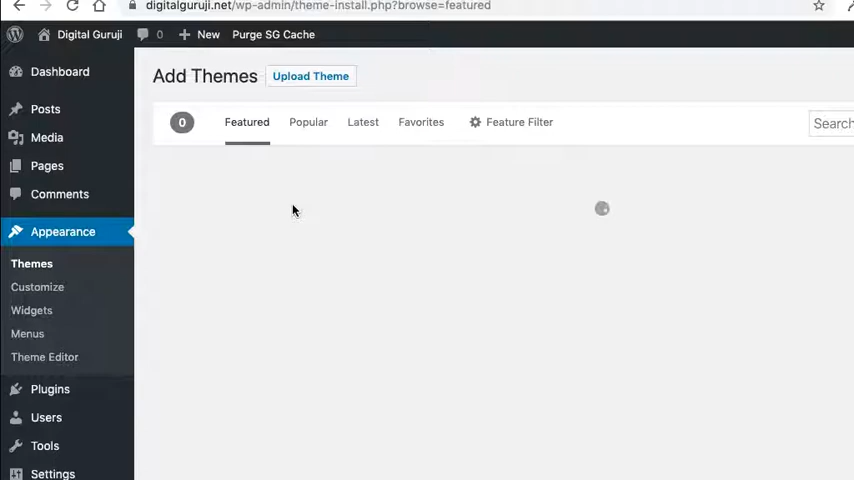 digitalguruji.net/wp-admin/theme-install.php?browse=featured
Digital Guruji 0 New Purge SG Cache
Dashboard
Posts
Media
Pages
Comments
Appearance
Themes
Customize
Widgets
Menus
Theme Editor
Plugins
Users
Tools
Settings
Add Themes Upload Theme
0 Featured Popular Latest Favorites Feature Filter Search